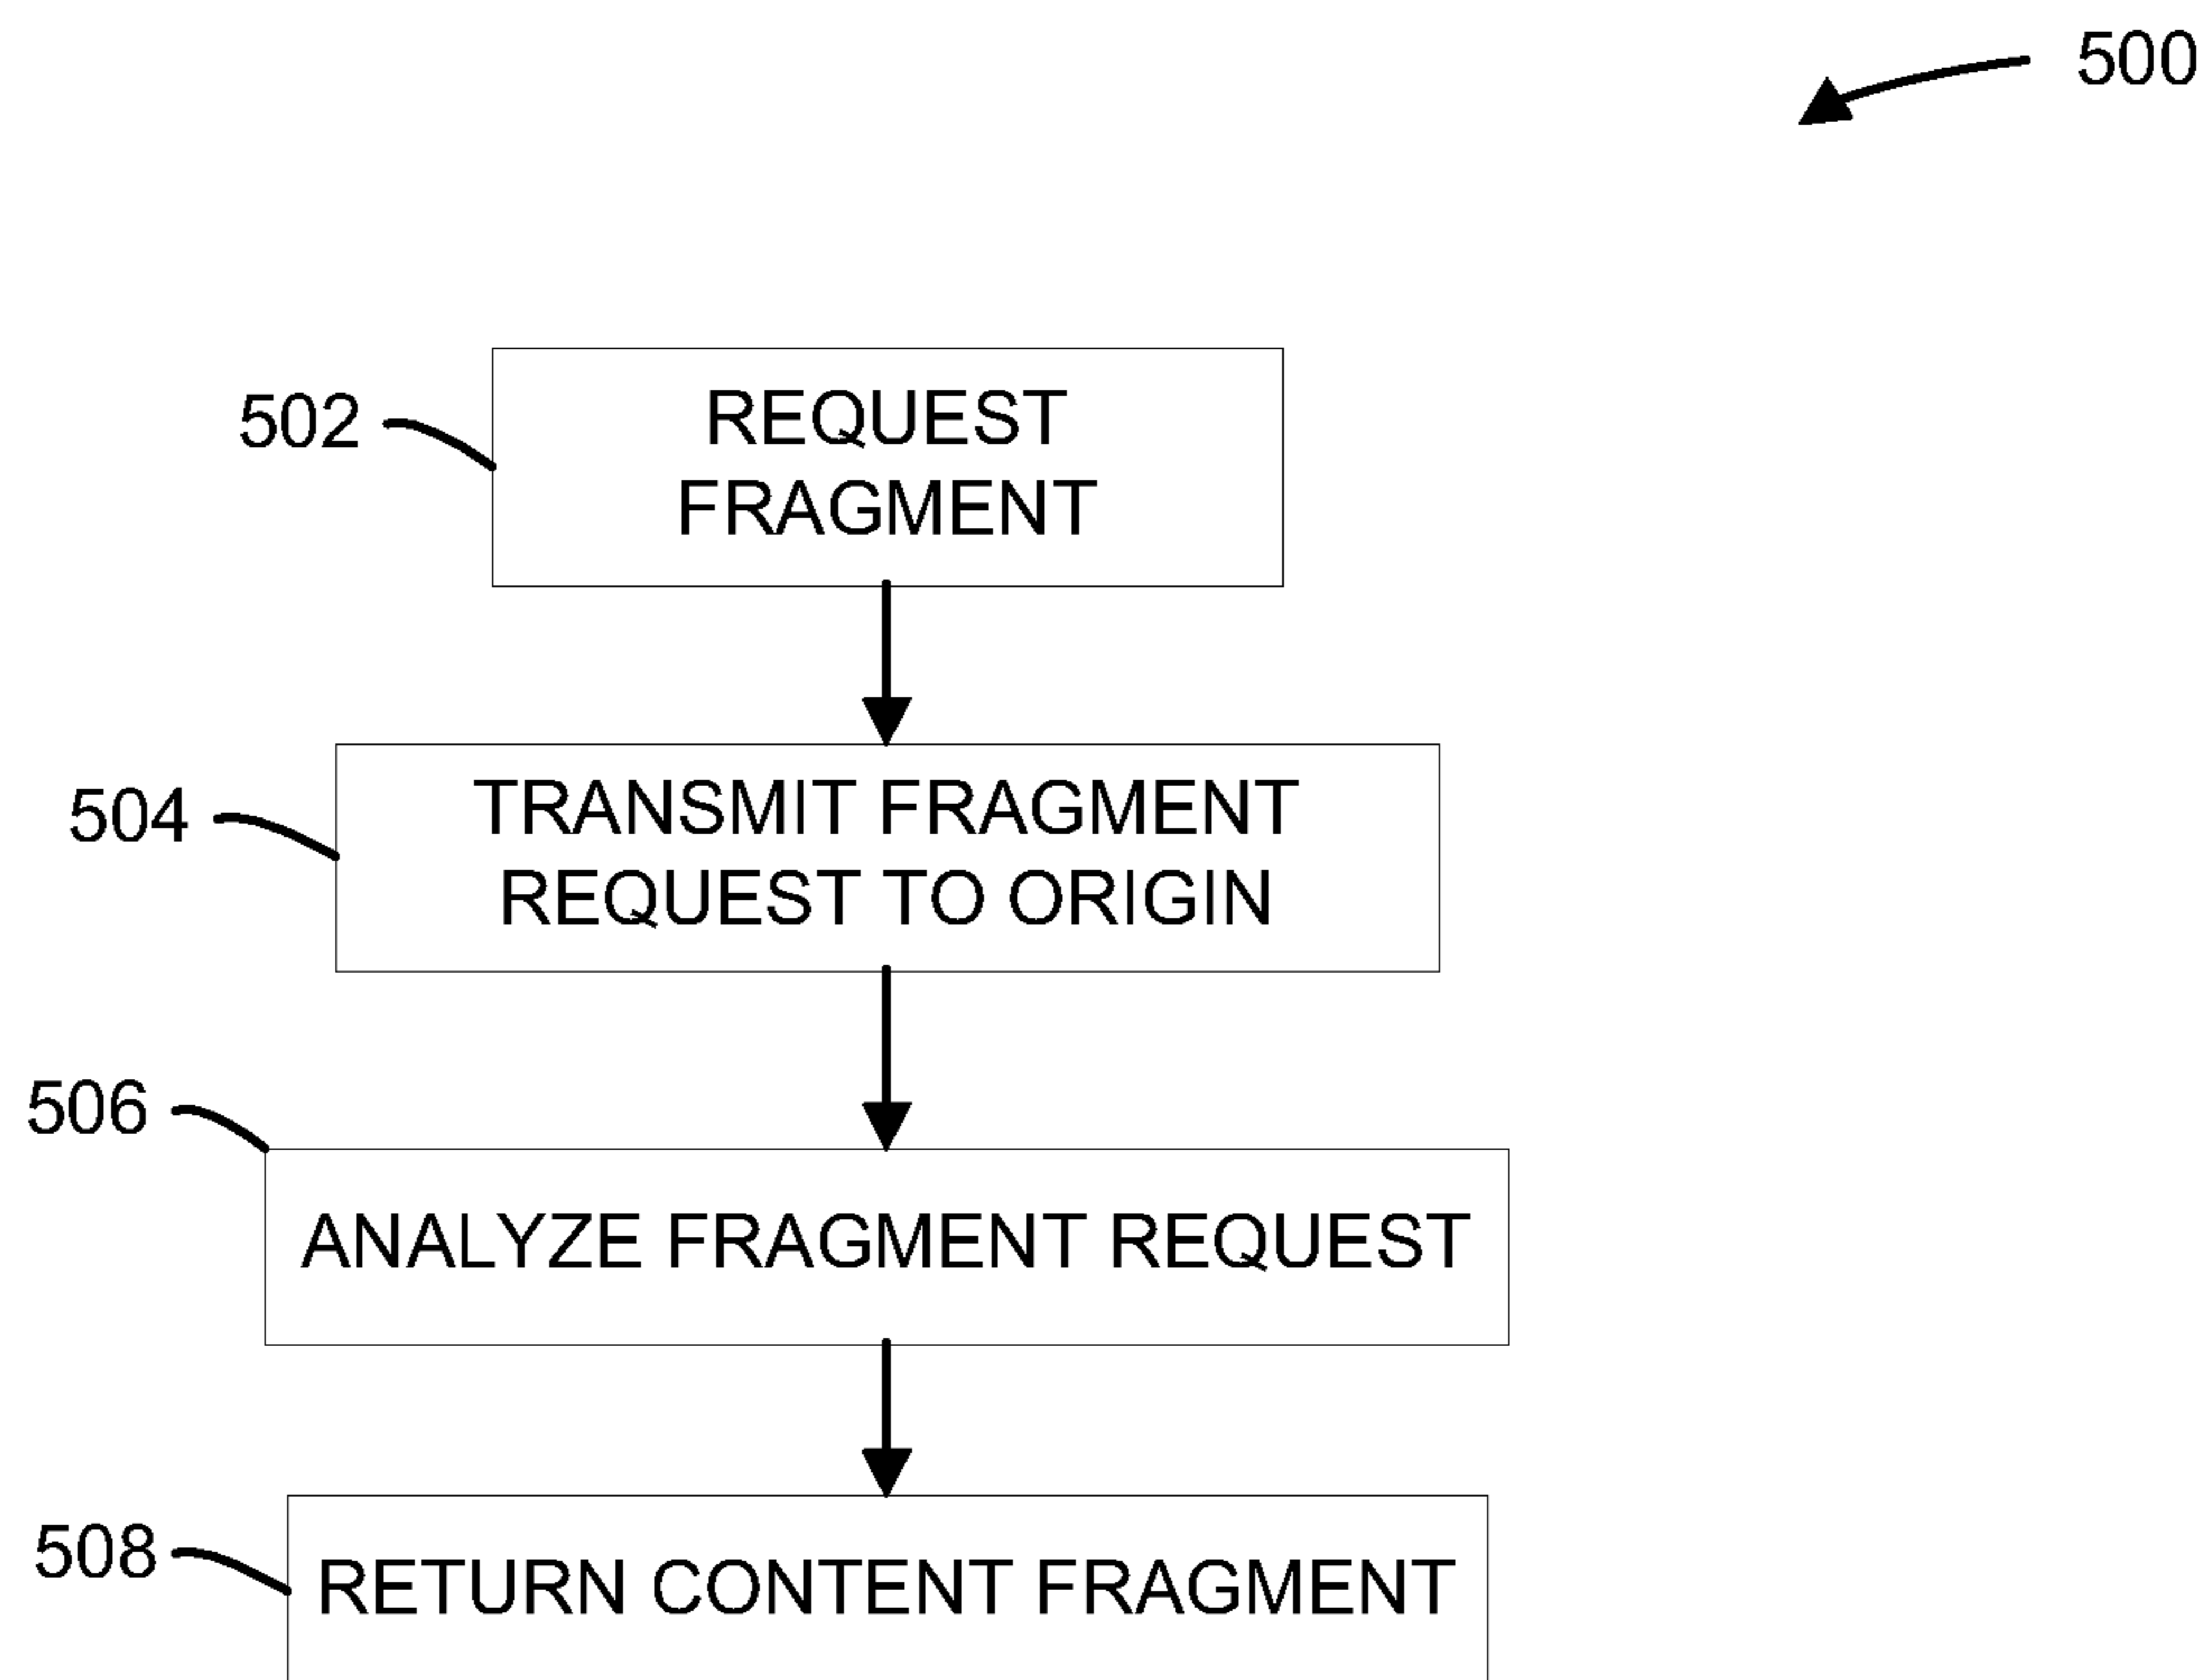 500
502
REQUEST
FRAGMENT
504
TRANSMIT FRAGMENT
REQUEST TO ORIGIN
506
ANALYZE FRAGMENT REQUEST
508
RETURN CONTENT FRAGMENT